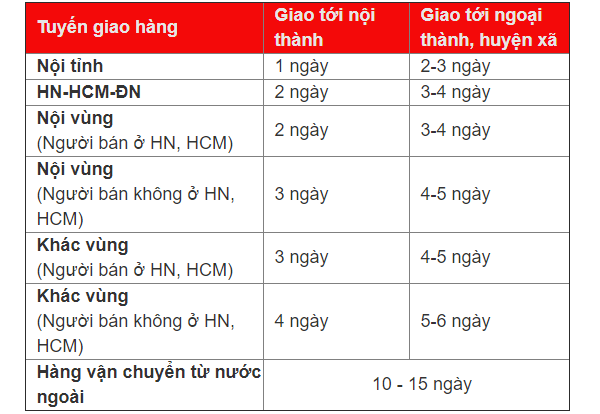 Tuyến giao hàng
Giao tới nội
thành
Giao tới ngoại
thành, huyện xã
Nội tỉnh
1 ngày
2-3 ngày
HN-HCM-ĐN
2 ngày
3-4 ngày
Nội vùng
(Người bán ở HN, HCM)
2 ngày
3-4 ngày
Nội vùng
(Người bán không ở HN,
HCM)
3 ngày
4-5 ngày
Khác vùng
(Người bán ở HN, HCM)
3 ngày
4-5 ngày
Khác vùng
(Người bán không ở HN,
HCM)
4 ngày
5-6 ngày
Hàng vận chuyển từ nước
ngoài
10 - 15 ngày